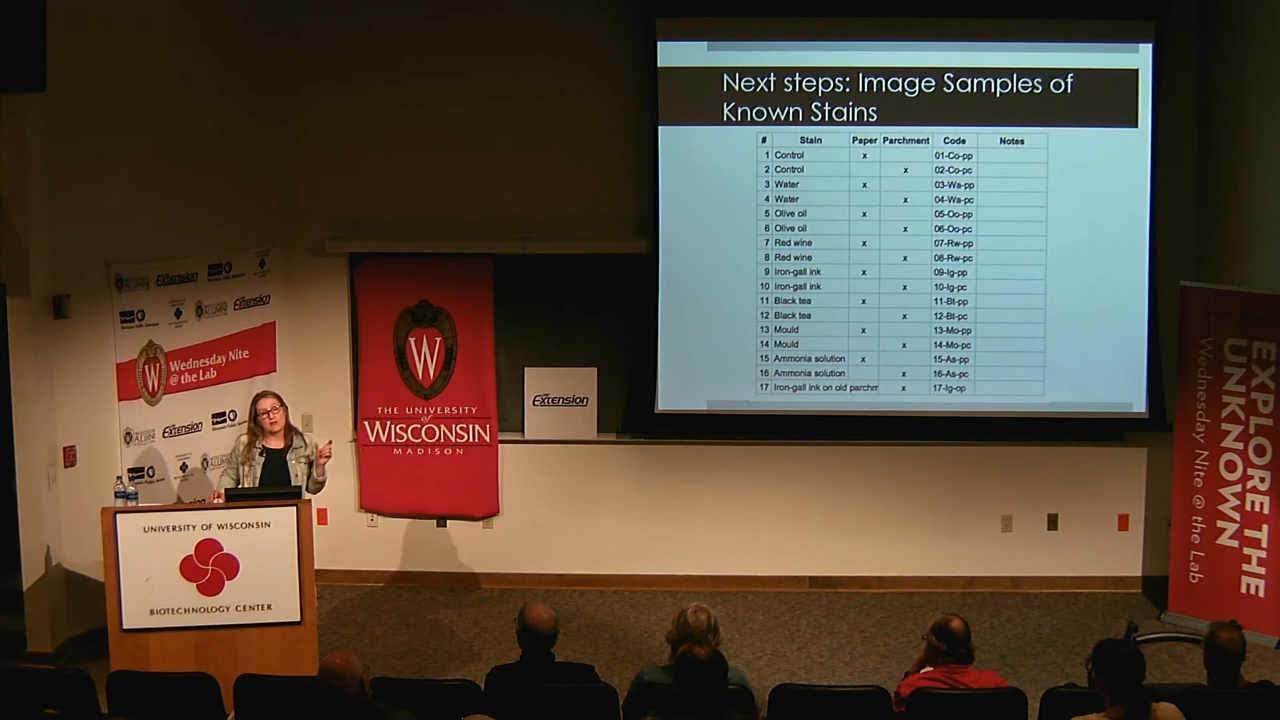 Next steps: Image Samples of
Known Stains
# Stain Paper Parchment Code Notes
1 Control x 01-Co-pp
2 Control x 02-Co-pc
3 Water x 03-Wa-pp
4 Water x 04-Wa-pc
5 Olive oil x 05-Oo-pp
6 Olive oil x 06-Oo-pc
7 Red wine x 07-Rw-pp
8 Red wine x 08-Rw-pc
9 Iron-gall ink x 09-Ig-pp
10 Iron-gall ink x 10-Ig-pc
11 Black tea x 11-Bt-pp
12 Black tea x 12-Bt-pc
13 Mould x 13-Mo-pp
14 Mould x 14-Mo-pc
15 Ammonia solution x 15-As-pp
16 Ammonia solution x 16-As-pc
17 Iron-gall ink on old parchm x 17-Ig-op
Extension
ALUMNI
Extension
Wednesday Nite
@ the Lab
Extension
W
THE UNIVERSITY
of
WISCONSIN
MADISON
Extension
UNIVERSITY OF WISCONSIN
BIOTECHNOLOGY CENTER
EXPLORE THE
UNKNOWN
Wednesday Nite @ the Lab